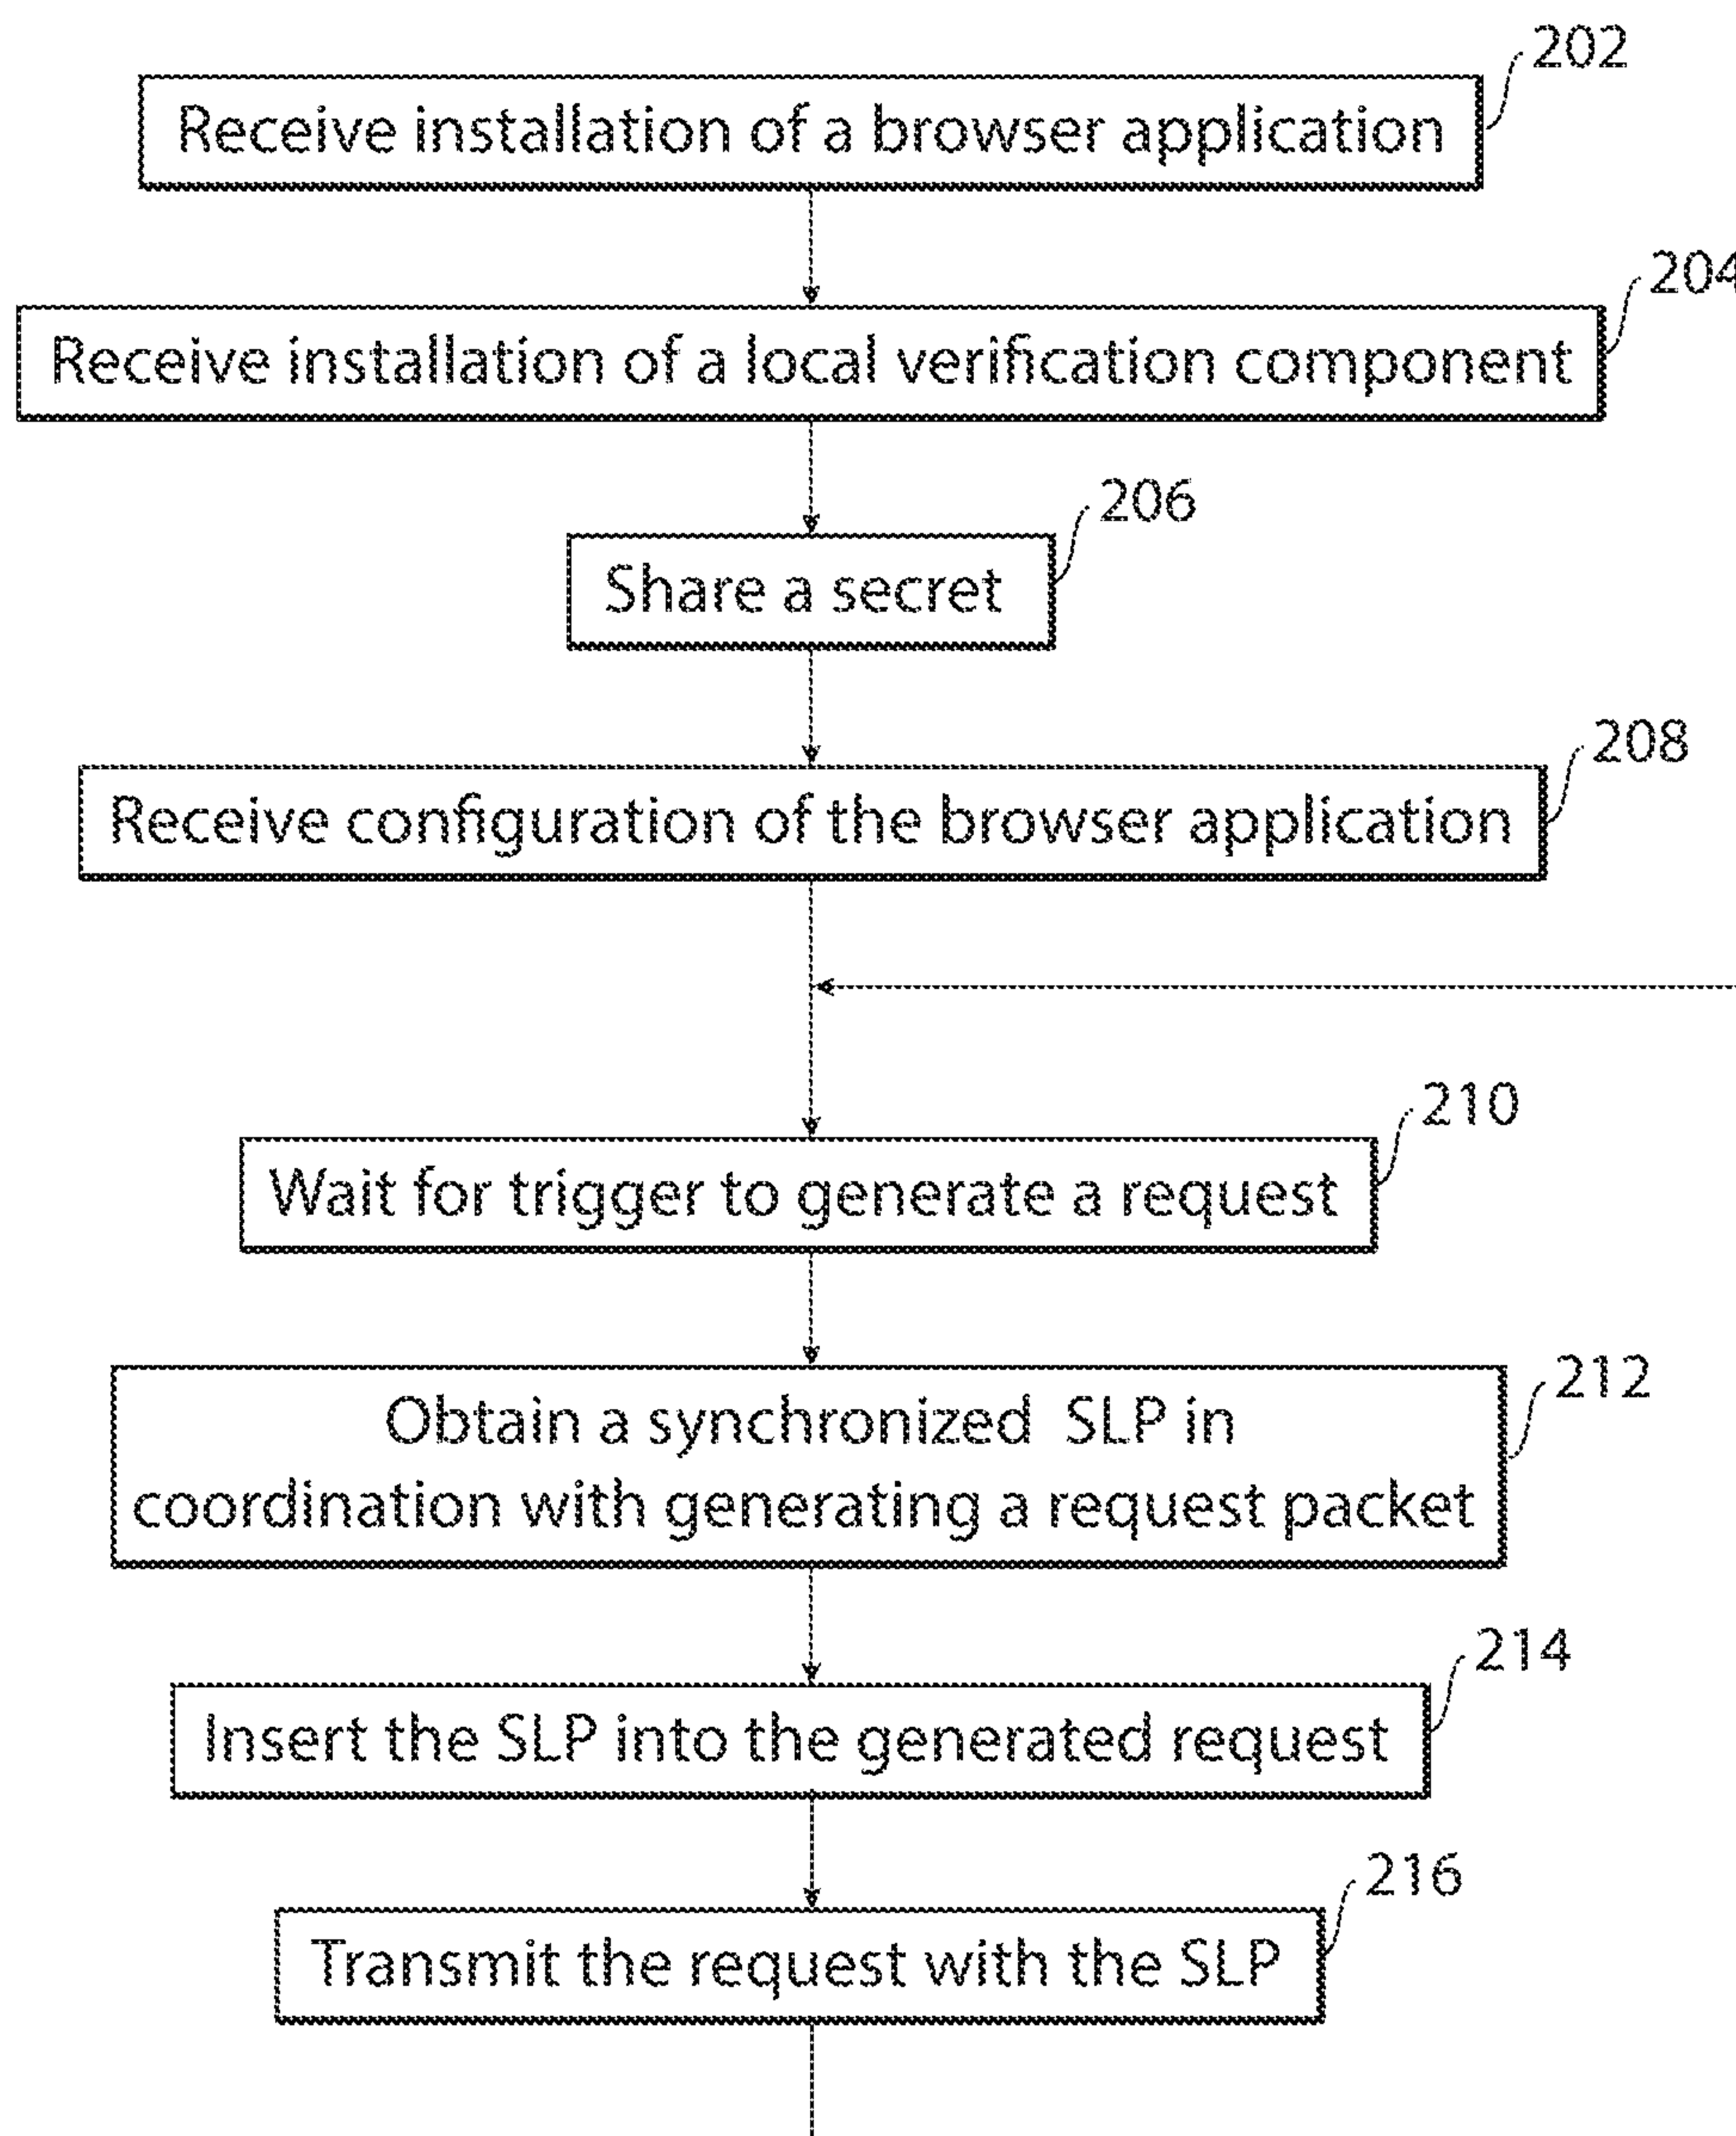 202
Receive installation of a browser application
204
Receive installation of a local verification component
206
Share a secret
208
Receive configuration of the browser application
210
Wait for trigger to generate a request
212
Obtain a synchronized SLP in
coordination with generating a request packet
214
Insert the SLP into the generated request
216
Transmit the request with the SLP